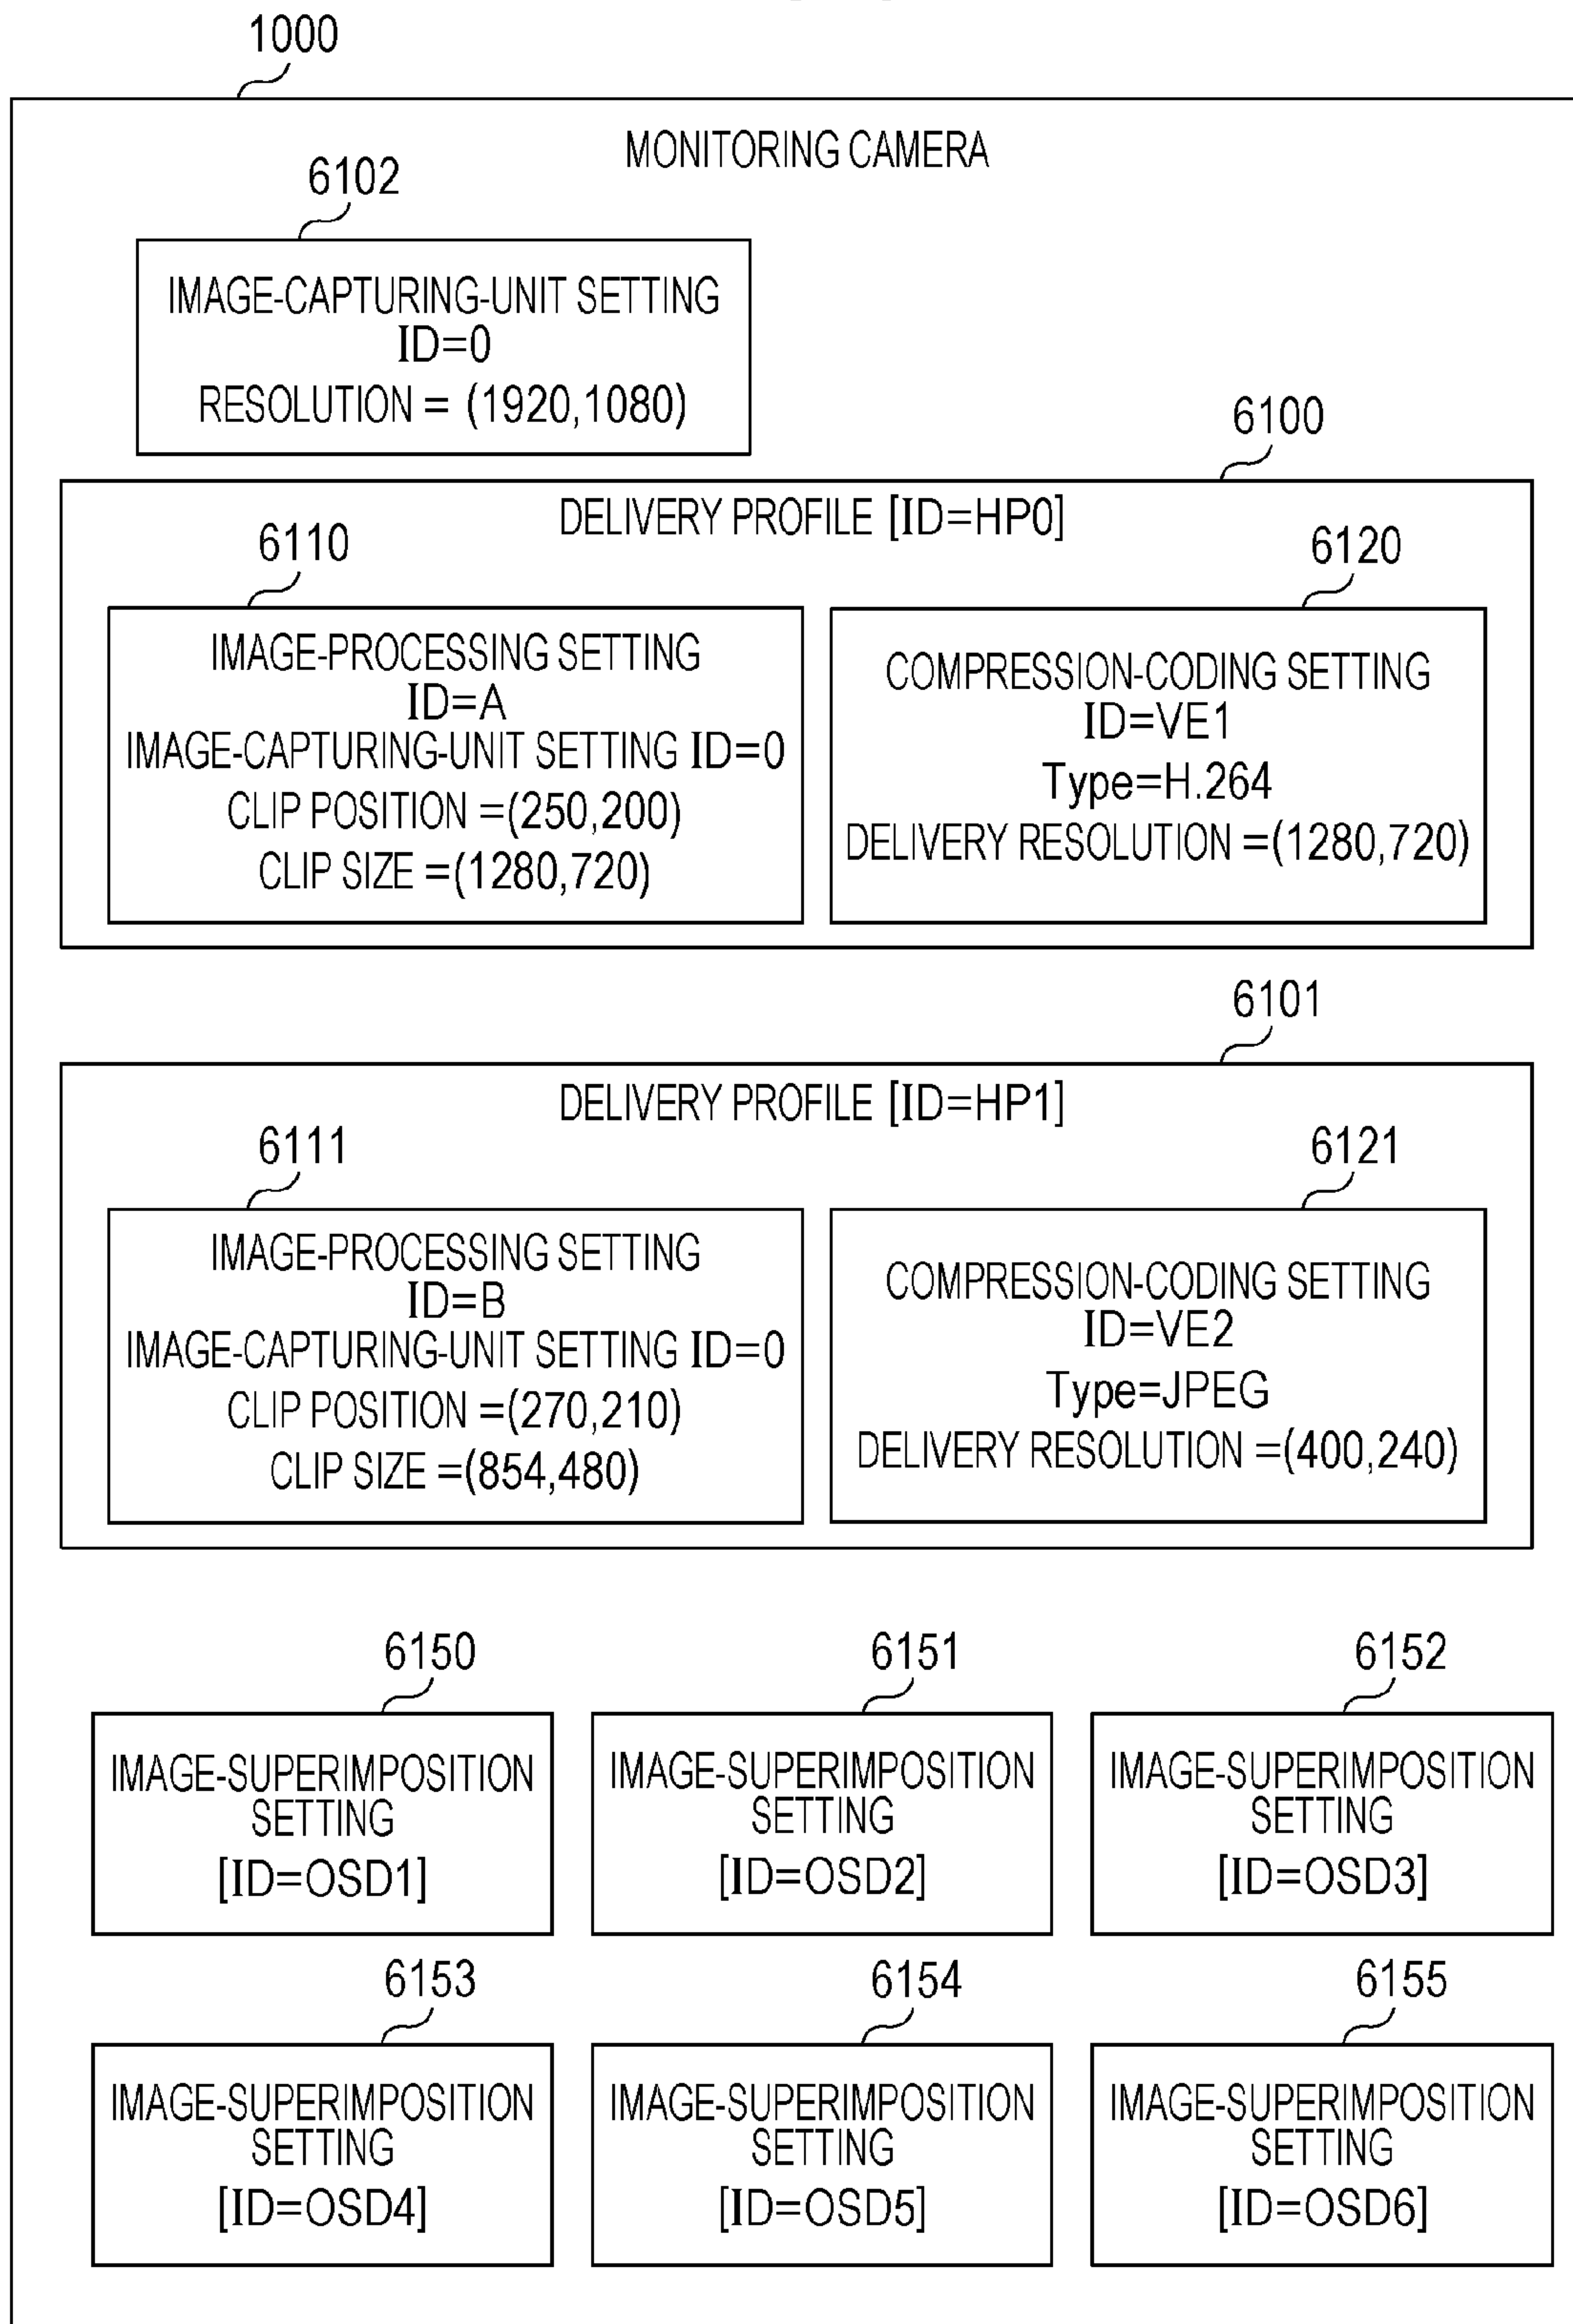 1000
MONITORING CAMERA
6102
IMAGE-CAPTURING-UNIT SETTING
ID=0
RESOLUTION = (1920,1080)
6100
DELIVERY PROFILE [ID=HP0]
6110
IMAGE-PROCESSING SETTING
ID=A
IMAGE-CAPTURING-UNIT SETTING ID=0
CLIP POSITION =(250,200)
CLIP SIZE =(1280,720)
6120
COMPRESSION-CODING SETTING
ID=VE1
Type=H.264
DELIVERY RESOLUTION =(1280,720)
6101
DELIVERY PROFILE [ID=HP1]
6111
IMAGE-PROCESSING SETTING
ID=B
IMAGE-CAPTURING-UNIT SETTING ID=0
CLIP POSITION =(270,210)
CLIP SIZE =(854,480)
6121
COMPRESSION-CODING SETTING
ID=VE2
Type=JPEG
DELIVERY RESOLUTION =(400,240)
6150
IMAGE-SUPERIMPOSITION
SETTING
[ID=OSD1]
6151
IMAGE-SUPERIMPOSITION
SETTING
[ID=OSD2]
6152
IMAGE-SUPERIMPOSITION
SETTING
[ID=OSD3]
6153
IMAGE-SUPERIMPOSITION
SETTING
[ID=OSD4]
6154
IMAGE-SUPERIMPOSITION
SETTING
[ID=OSD5]
6155
IMAGE-SUPERIMPOSITION
SETTING
[ID=OSD6]